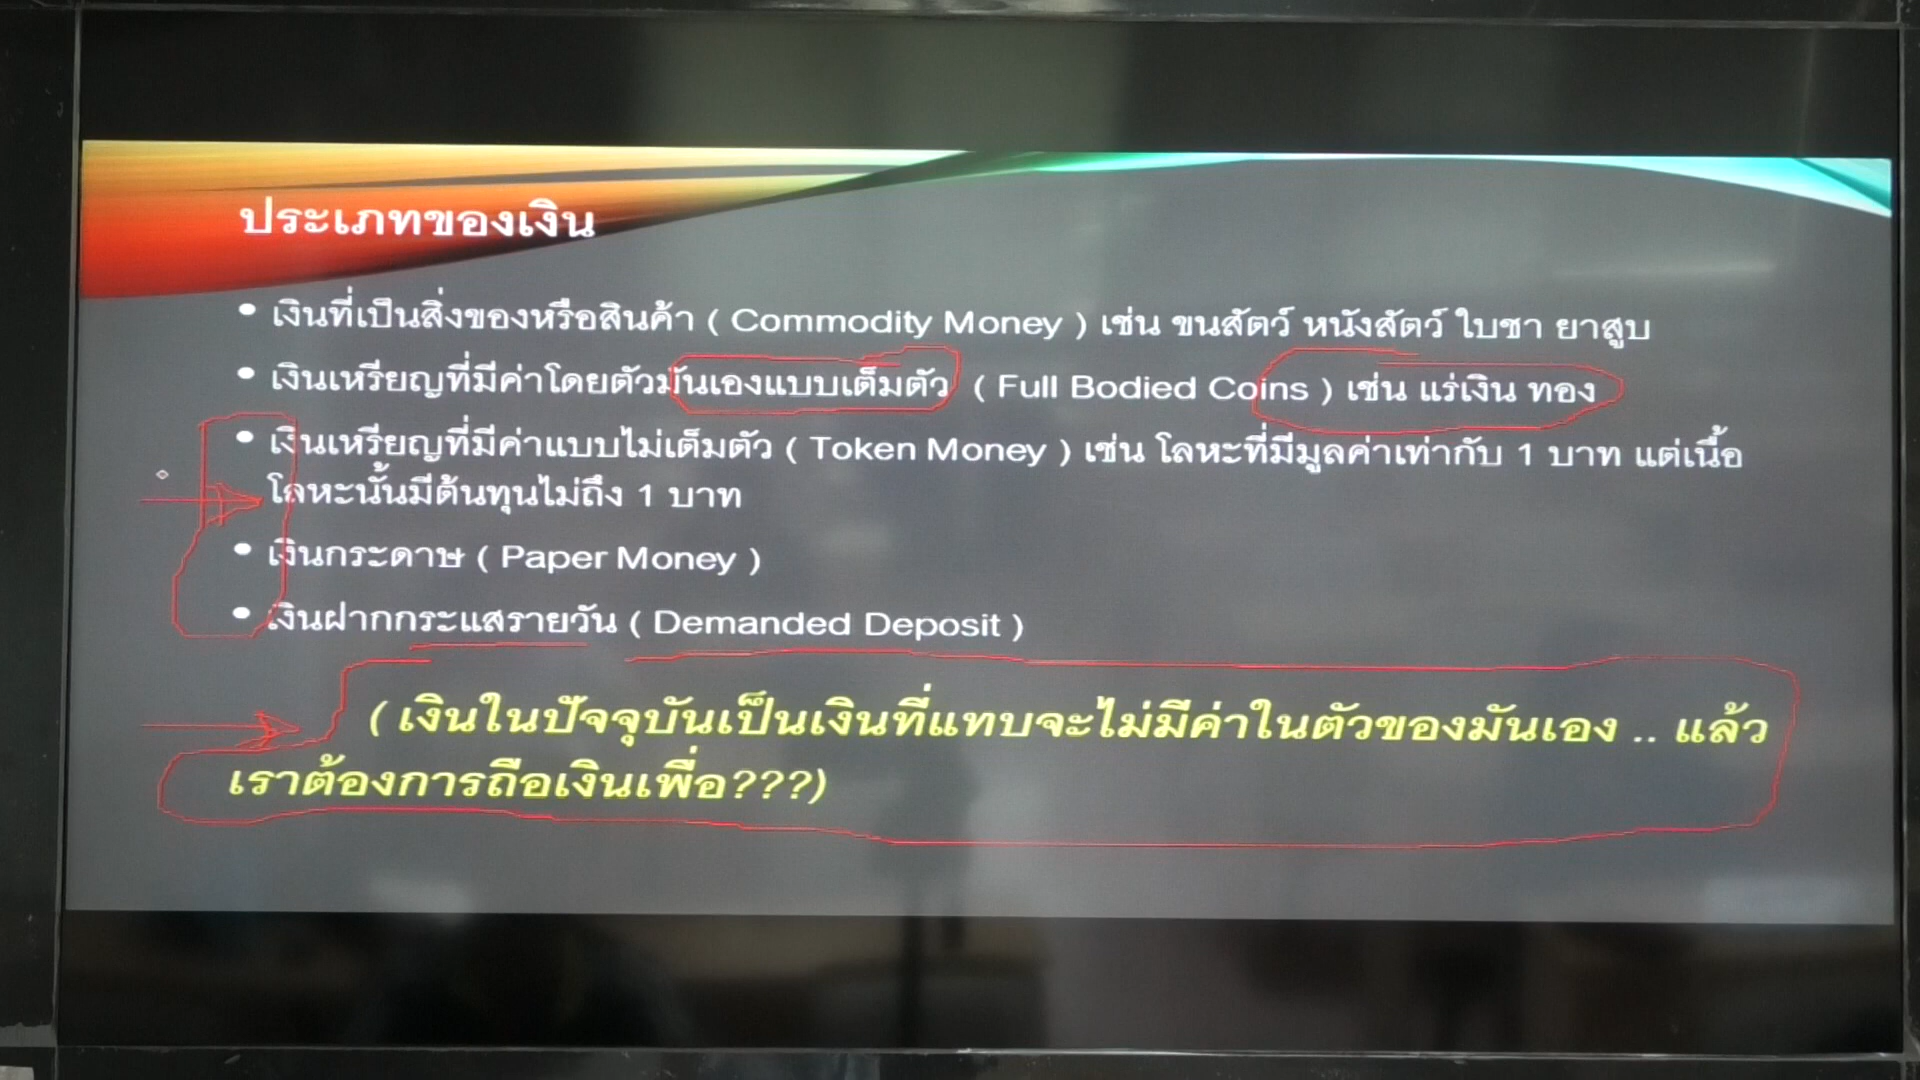 ประเภทของเงิน
• เงินที่เป็นสิ่งของหรือสินค้า ( Commodity Money ) เช่น ขนสัตว์ หนังสัตว์ ใบชา ยาสูบ
• เงินเหรียญที่มีค่าโดยตัวมันเองแบบเต็มตัว ( Full Bodied Coins ) เช่น แร่เงิน ทอง
• เงินเหรียญที่มีค่าแบบไม่เต็มตัว ( Token Money ) เช่น โลหะที่มีมูลค่าเท่ากับ 1 บาท แต่เนื้อ
โลหะนั้นมีต้นทุนไม่ถึง 1 บาท
• เงินกระดาษ ( Paper Money )
• เงินฝากกระแสรายวัน ( Demanded Deposit )
( เงินในปัจจุบันเป็นเงินที่แทบจะไม่มีค่าในตัวของมันเอง .. แล้ว
เราต้องการถือเงินเพื่อ???)